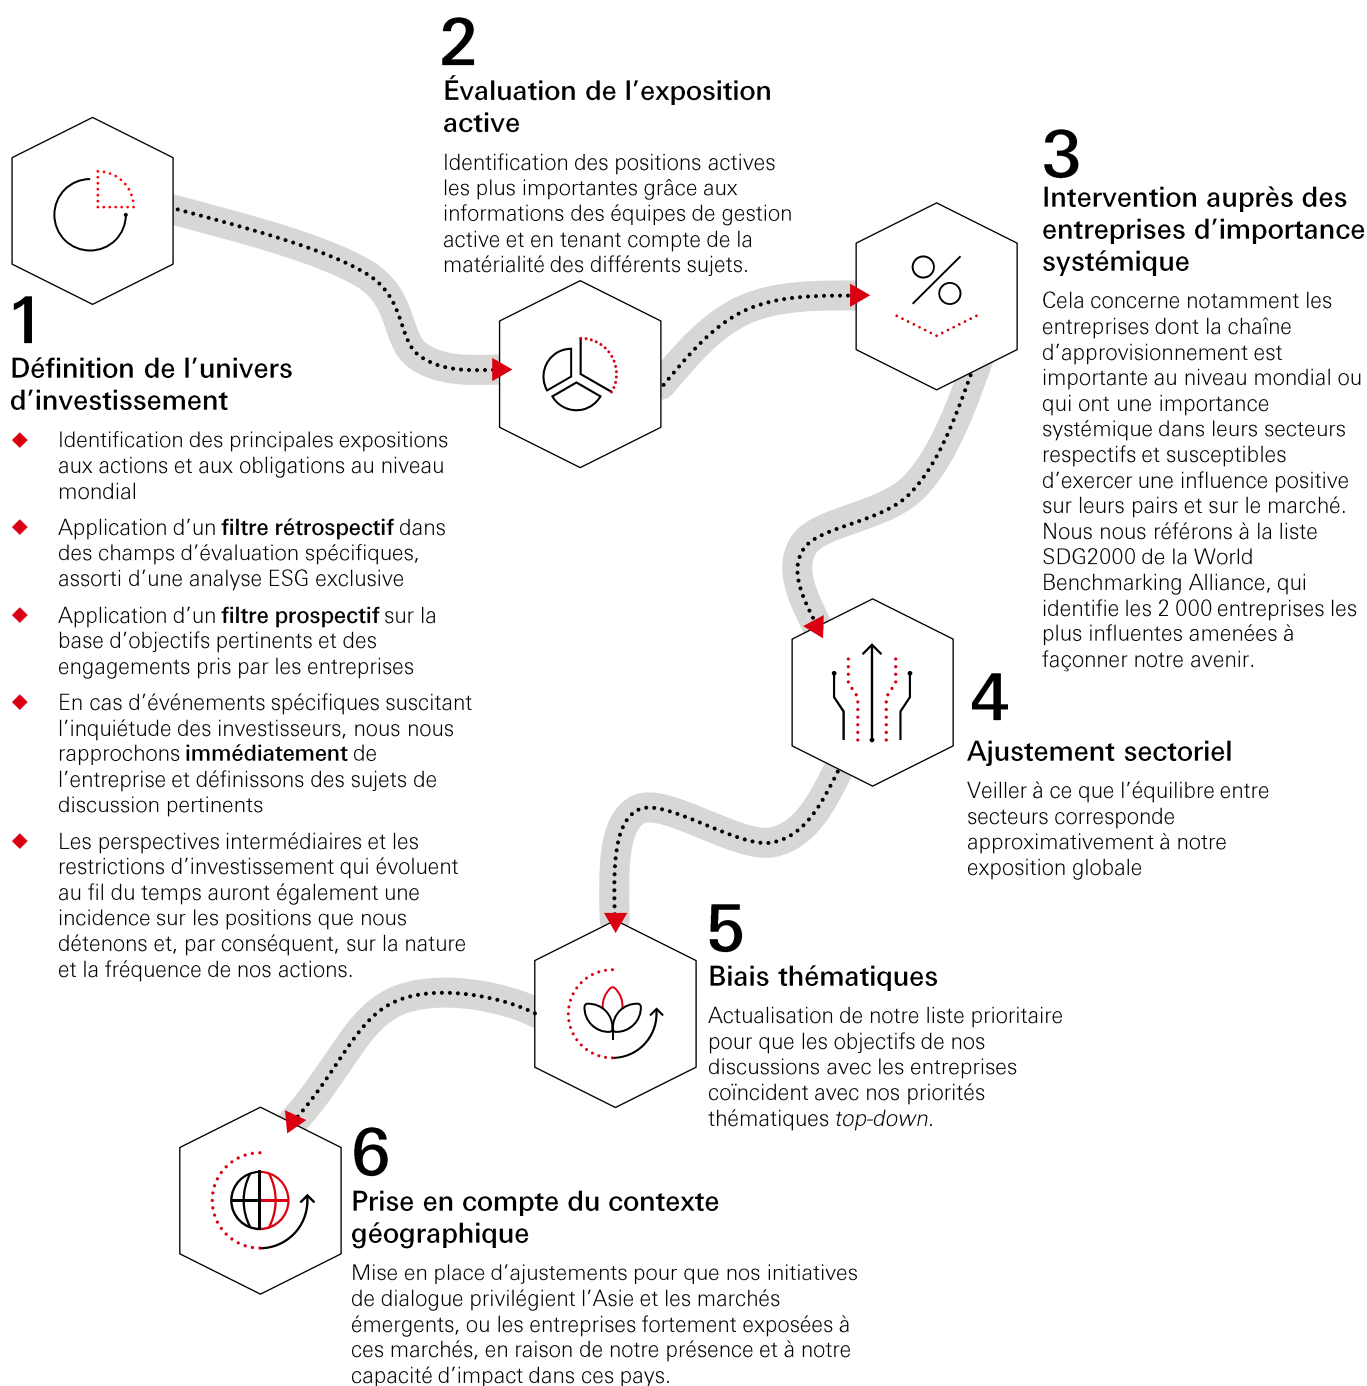 1
Définition de l’univers
d’investissement
Identification des principales expositions
aux actions et aux obligations au niveau
mondial
Application d’un filtre rétrospectif dans
des champs d’évaluation spécifiques,
assorti d’une analyse ESG exclusive
Application d’un filtre prospectif sur la
base d’objectifs pertinents et des
engagements pris par les entreprises
En cas d’événements spécifiques suscitant
l’inquiétude des investisseurs, nous nous
rapprochons immédiatement de
l’entreprise et définissons des sujets de
discussion pertinents
Les perspectives intermédiaires et les
restrictions d’investissement qui évoluent
au fil du temps auront également une
incidence sur les positions que nous
détenons et, par conséquent, sur la nature
et la fréquence de nos actions.
2
Évaluation de l’exposition
active
Identification des positions actives
les plus importantes grâce aux
informations des équipes de gestion
active et en tenant compte de la
matérialité des différents sujets.
3
Intervention auprès des
entreprises d’importance
systémique
Cela concerne notamment les
entreprises dont la chaîne
d’approvisionnement est
importante au niveau mondial ou
qui ont une importance
systémique dans leurs secteurs
respectifs et susceptibles
d’exercer une influence positive
sur leurs pairs et sur le marché.
Nous nous référons à la liste
SDG2000 de la World
Benchmarking Alliance, qui
identifie les 2 000 entreprises les
plus influentes amenées à
façonner notre avenir.
4
Ajustement sectoriel
Veiller à ce que l’équilibre entre
secteurs corresponde
approximativement à notre
exposition globale
5
Biais thématiques
Actualisation de notre liste prioritaire
pour que les objectifs de nos
discussions avec les entreprises
coïncident avec nos priorités
thématiques top-down.
6
Prise en compte du contexte
géographique
Mise en place d’ajustements pour que nos initiatives
de dialogue privilégient l’Asie et les marchés
émergents, ou les entreprises fortement exposées à
ces marchés, en raison de notre présence et à notre
capacité d’impact dans ces pays.